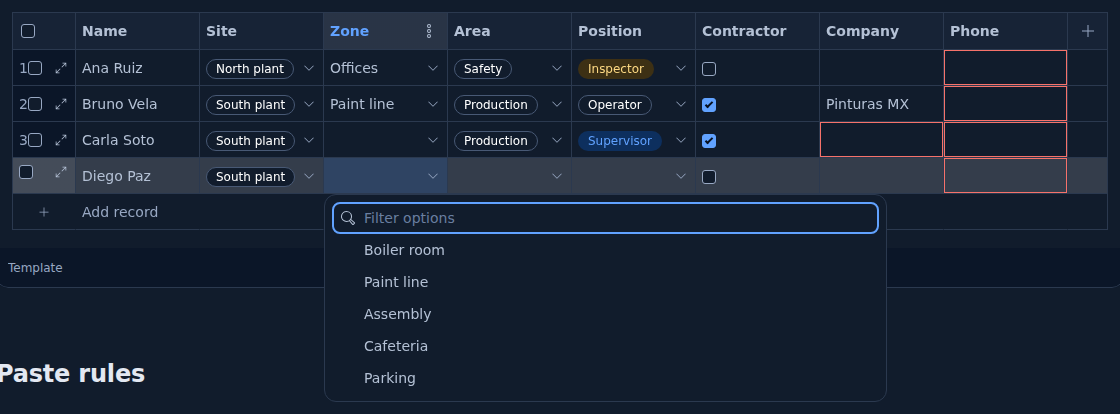 Name Site Zone Area Position Contractor Company Phone
1 Ana Ruiz North plant Offices Safety Inspector
2 Bruno Vela South plant Paint line Production Operator Pinturas MX
3 Carla Soto South plant Production Supervisor
Diego Paz South plant
+ Add record
Filter options
Boiler room
Template
Paint line
Assembly
Cafeteria
Paste rules
Parking